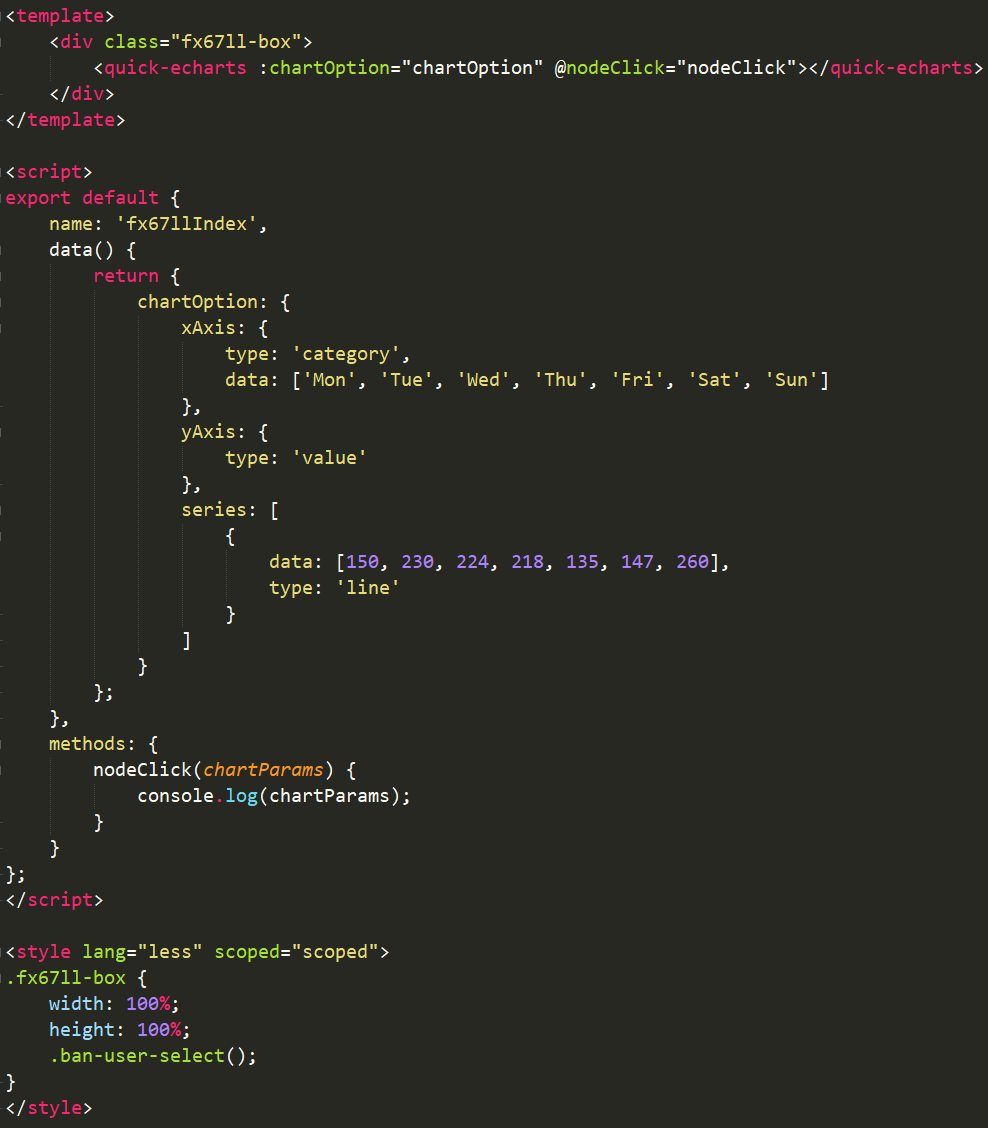 <template>
    <div class="fx67ll-box">
        <quick-echarts :chartOption="chartOption" @nodeClick="nodeClick"></quick-echarts>
    </div>
</template>

<script>
export default {
    name: 'fx67llIndex',
    data() {
        return {
            chartOption: {
                xAxis: {
                    type: 'category',
                    data: ['Mon', 'Tue', 'Wed', 'Thu', 'Fri', 'Sat', 'Sun']
                },
                yAxis: {
                    type: 'value'
                },
                series: [
                    {
                        data: [150, 230, 224, 218, 135, 147, 260],
                        type: 'line'
                    }
                ]
            }
        };
    },
    methods: {
        nodeClick(chartParams) {
            console.log(chartParams);
        }
    }
};
</script>

<style lang="less" scoped="scoped">
.fx67ll-box {
    width: 100%;
    height: 100%;
    .ban-user-select();
}
</style>